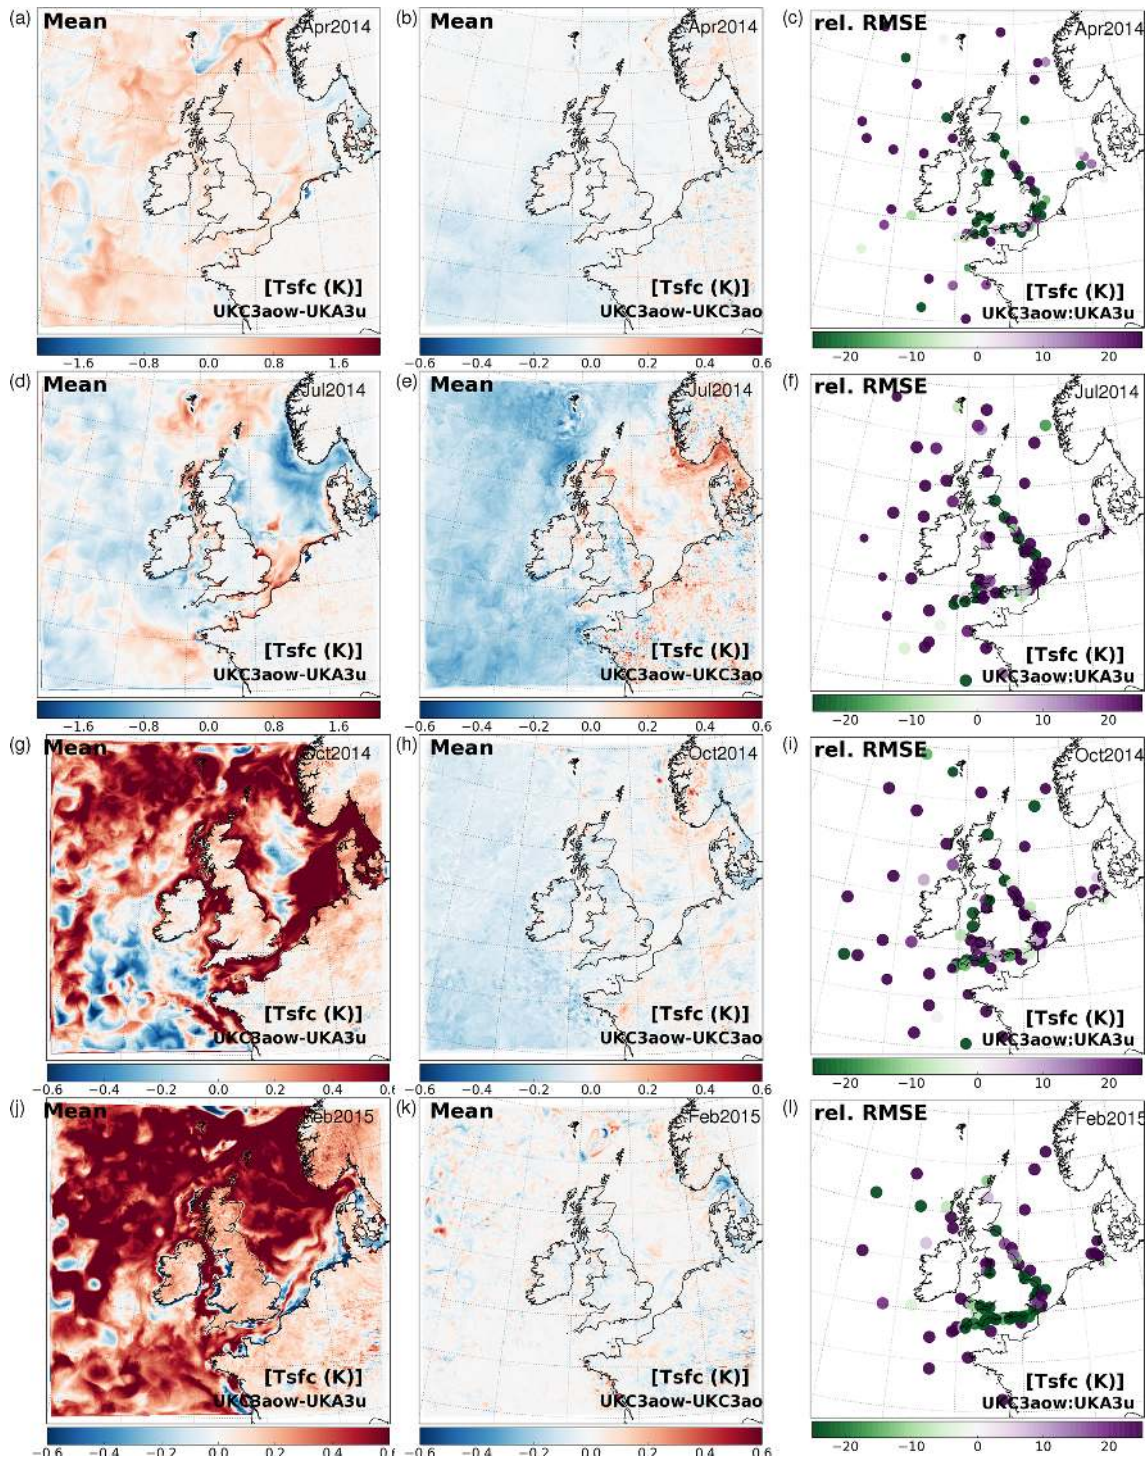 (a) Mean Apr2014 (b) Mean Apr2014 (c) rel. RMSE Apr2014
[Tsfc (K)] [Tsfc (K)] [Tsfc (K)]
UKC3aow-UKA3u UKC3aow-UKC3ao UKC3aow:UKA3u
−1.6 −0.8 0.0 0.8 1.6 −0.6 −0.4 −0.2 0.0 0.2 0.4 0.6 −20 −10 0 10 20
(d) Mean Jul2014 (e) Mean Jul2014 (f) rel. RMSE Jul2014
[Tsfc (K)] [Tsfc (K)] [Tsfc (K)]
UKC3aow-UKA3u UKC3aow-UKC3ao UKC3aow:UKA3u
−1.6 −0.8 0.0 0.8 1.6 −0.6 −0.4 −0.2 0.0 0.2 0.4 0.6 −20 −10 0 10 20
(g) Mean Oct2014 (h) Mean Oct2014 (i) rel. RMSE Oct2014
[Tsfc (K)] [Tsfc (K)] [Tsfc (K)]
UKC3aow-UKA3u UKC3aow-UKC3ao UKC3aow:UKA3u
−0.6 −0.4 −0.2 0.0 0.2 0.4 0.6 −0.6 −0.4 −0.2 0.0 0.2 0.4 0.6 −20 −10 0 10 20
(j) Mean Feb2015 (k) Mean Feb2015 (l) rel. RMSE Feb2015
[Tsfc (K)] [Tsfc (K)] [Tsfc (K)]
UKC3aow-UKA3u UKC3aow-UKC3ao UKC3aow:UKA3u
−0.6 −0.4 −0.2 0.0 0.2 0.4 0.6 −0.6 −0.4 −0.2 0.0 0.2 0.4 0.6 −20 −10 0 10 20